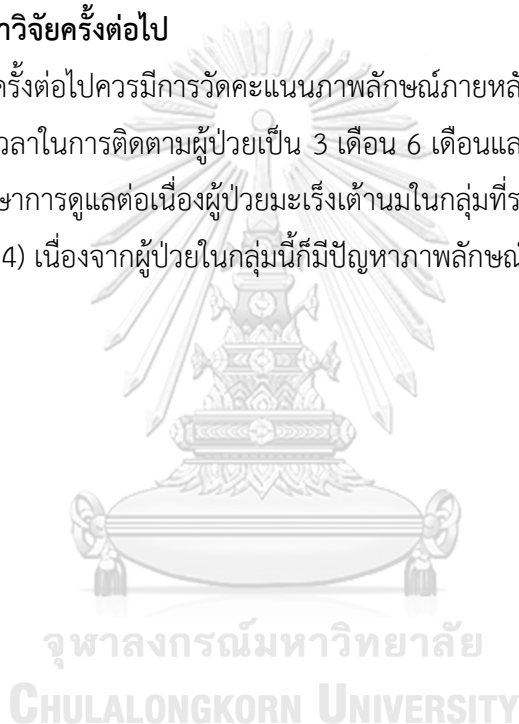 าวิจัยครั้งต่อไป
ครั้งต่อไปควรมีการวัดคะแนนภาพลักษณ์ภายหลั
วลาในการติดตามผู้ป่วยเป็น 3 เดือน 6 เดือนแล
ษาการดูแลต่อเนื่องผู้ป่วยมะเร็งเต้านมในกลุ่มที่ร
4) เนื่องจากผู้ป่วยในกลุ่มนี้ก็มีปัญหาภาพลักษณ์
จุฬาลงกรณ์มหาวิทยาลัย
CHULALONGKORN UNIVERSITY